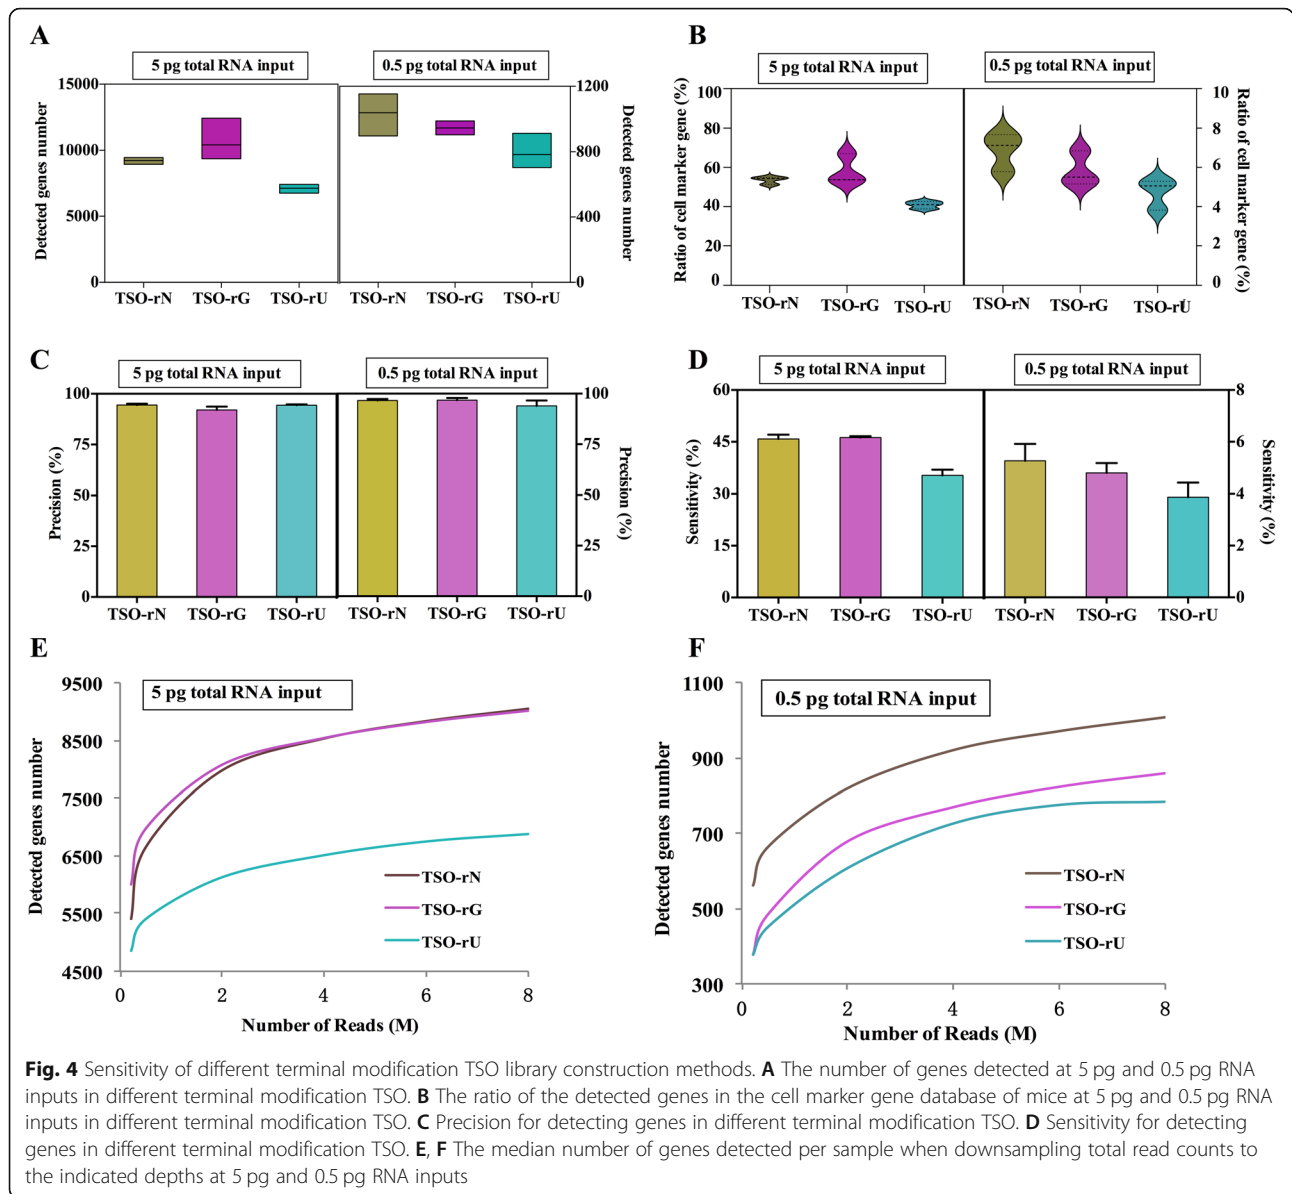 A
5 pg total RNA input
0.5 pg total RNA input
Detected genes number
15000
10000
5000
0
1200
800
400
0
Detected genes number
TSO-rN
TSO-rG
TSO-rU
TSO-rN
TSO-rG
TSO-rU
B
5 pg total RNA input
0.5 pg total RNA input
Ratio of cell marker gene (%)
100
80
60
40
20
0
10
8
6
4
2
0
Ratio of cell marker gene (%)
TSO-rN
TSO-rG
TSO-rU
TSO-rN
TSO-rG
TSO-rU
C
5 pg total RNA input
0.5 pg total RNA input
Precision (%)
100
75
50
25
0
100
75
50
25
0
Precision (%)
TSO-rN
TSO-rG
TSO-rU
TSO-rN
TSO-rG
TSO-rU
D
5 pg total RNA input
0.5 pg total RNA input
Sensitivity (%)
60
45
30
15
0
8
6
4
2
0
Sensitivity (%)
TSO-rN
TSO-rG
TSO-rU
TSO-rN
TSO-rG
TSO-rU
E
5 pg total RNA input
Detected genes number
9500
8500
7500
6500
5500
4500
TSO-rN
TSO-rG
TSO-rU
0
2
4
6
8
Number of Reads (M)
F
0.5 pg total RNA input
Detected genes number
1100
900
700
500
300
TSO-rN
TSO-rG
TSO-rU
0
2
4
6
8
Number of Reads (M)
Fig. 4 Sensitivity of different terminal modification TSO library construction methods. A The number of genes detected at 5 pg and 0.5 pg RNA
inputs in different terminal modification TSO. B The ratio of the detected genes in the cell marker gene database of mice at 5 pg and 0.5 pg RNA
inputs in different terminal modification TSO. C Precision for detecting genes in different terminal modification TSO. D Sensitivity for detecting
genes in different terminal modification TSO. E, F The median number of genes detected per sample when downsampling total read counts to
the indicated depths at 5 pg and 0.5 pg RNA inputs